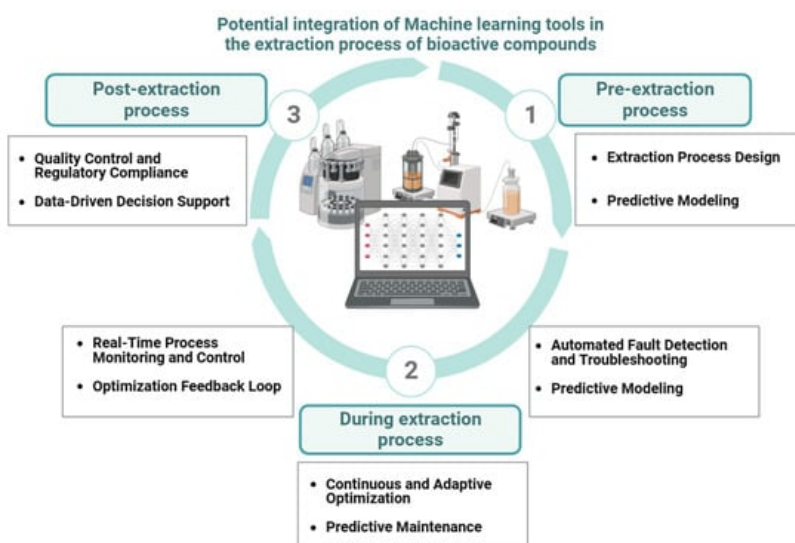 Potential integration of Machine learning tools in
the extraction process of bioactive compounds
Post-extraction
process
3
• Quality Control and
Regulatory Compliance
• Data-Driven Decision Support
1
Pre-extraction
process
• Extraction Process Design
• Predictive Modeling
• Real-Time Process
Monitoring and Control
• Optimization Feedback Loop
• Automated Fault Detection
and Troubleshooting
• Predictive Modeling
2
During extraction
process
• Continuous and Adaptive
Optimization
• Predictive Maintenance